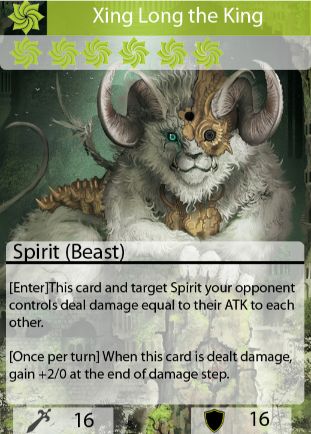 Xing Long the King
Spirit (Beast)
[Enter]This card and target Spirit your opponent
controls deal damage equal to their ATK to each
other.
[Once per turn] When this card is dealt damage,
gain +2/0 at the end of damage step.
16
16